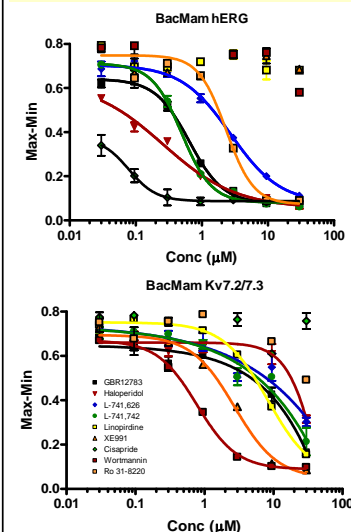 BacMam hERG
0.8
0.6
0.4
0.2
0.0
Max-Min
0.01
0.1
1
10
100
Conc (µM)
BacMam Kv7.2/7.3
0.8
0.6
0.4
0.2
0.0
Max-Min
GBR12783
Haloperidol
L-741,626
L-741,742
Linopirdine
XE991
Cisapride
Wortmannin
Ro 31-8220
0.01
0.1
1
10
100
Conc (µM)